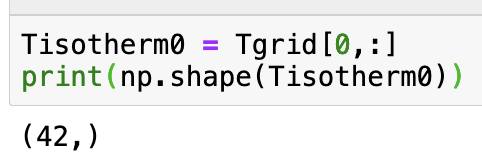 Tisotherm0 = Tgrid[0,:]
print(np.shape(Tisotherm0))
(42,)